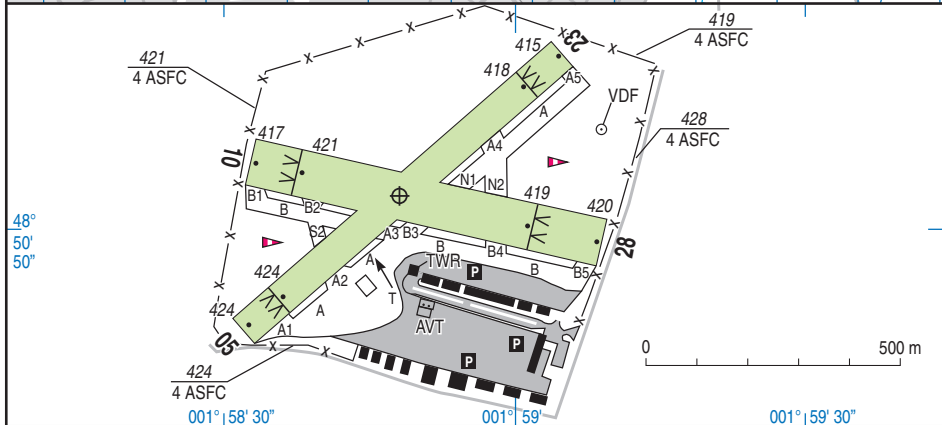 419
4 ASFC
421
4 ASFC
23
415
418
A5
VDF
A
428
4 ASFC
417
A4
10
421
N1
N2
419
420
B1
B
B2
S2
A3
B3
B
B4
B
B5
28
48°
50'
50"
424
A
TWR
P
A2
T
424
A
AVT
A1
05
P
P
424
4 ASFC
0
500 m
001° 58' 30"
001° 59'
001° 59' 30"